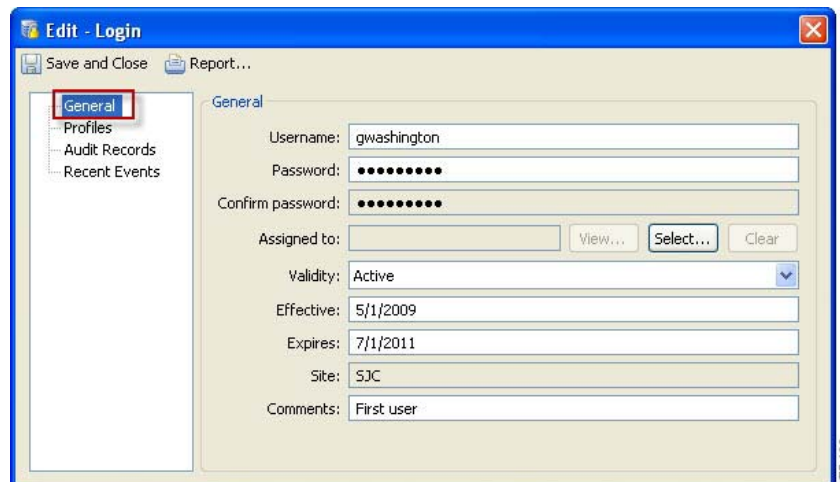 Edit - Login
Save and Close Report...
General
Profiles
Audit Records
Recent Events
General
Username: gwashington
Password: •••••••••
Confirm password: •••••••••
Assigned to: View... Select... Clear
Validity: Active
Effective: 5/1/2009
Expires: 7/1/2011
Site: SJC
Comments: First user